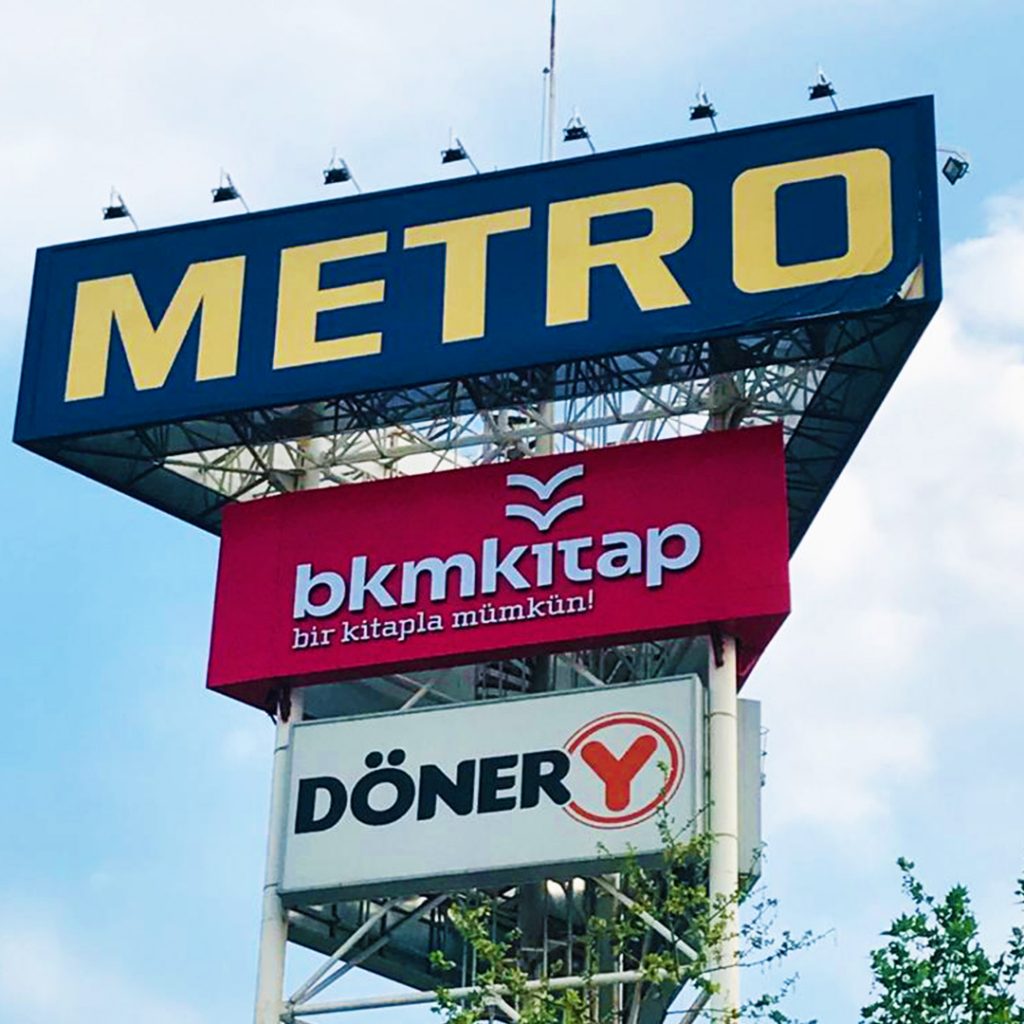 METRO
bkmkitap
bir kitapla mümkün!
DÖNER Y